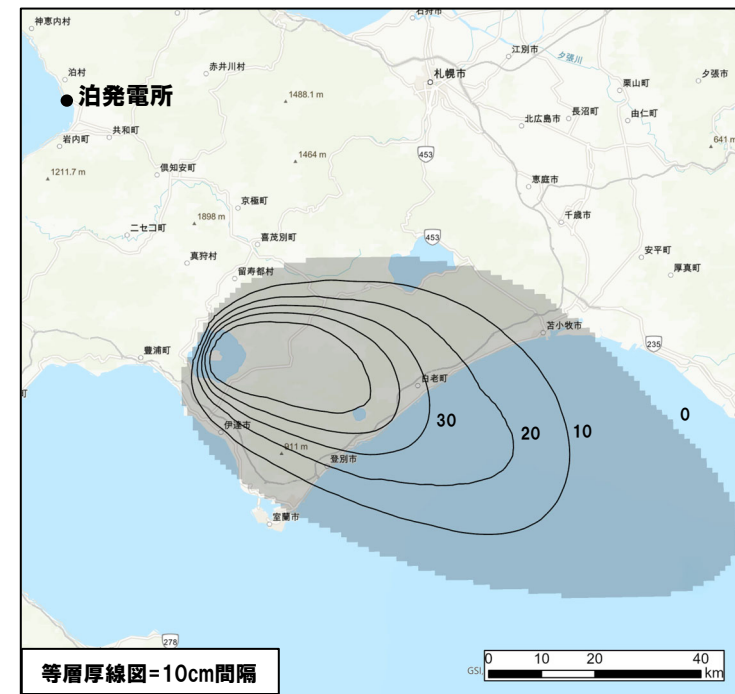 石狩市
神恵内村
江別市
夕張川
泊村
赤井川村
札幌市
夕張市
栗山町
泊発電所
1488.1 m
長沼町
由仁町
北広島市
共和町
岩内町
641 m
453
1464 m
倶知安町
1211.7 m
恵庭市
京極町
1898 m
千歳市
ニセコ町
喜茂別町
453
安平町
真狩村
厚真町
留寿都村
苫小牧市
235
豊浦町
白老町
町
0
30
20
10
伊達市
911 m
登別市
室蘭市
278
等層厚線図=10cm間隔
GSI,
0 10 20 40
km